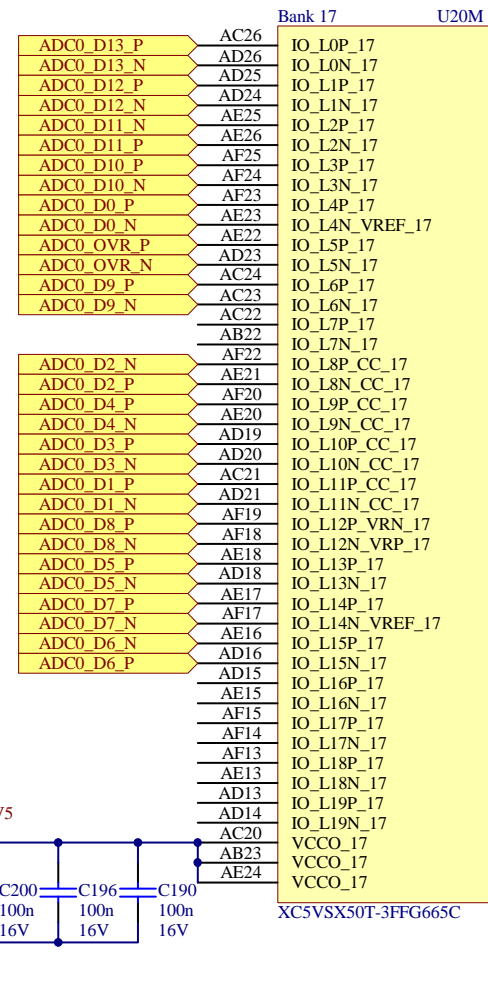 Bank 17 U20M
ADC0_D13_P AC26 IO_L0P_17
ADC0_D13_N AD26 IO_L0N_17
ADC0_D12_P AD25 IO_L1P_17
ADC0_D12_N AD24 IO_L1N_17
ADC0_D11_N AE25 IO_L2P_17
ADC0_D11_P AE26 IO_L2N_17
ADC0_D10_P AF25 IO_L3P_17
ADC0_D10_N AF24 IO_L3N_17
ADC0_D0_P AF23 IO_L4P_17
ADC0_D0_N AE23 IO_L4N_VREF_17
ADC0_OVR_P AE22 IO_L5P_17
ADC0_OVR_N AD23 IO_L5N_17
ADC0_D9_P AC24 IO_L6P_17
ADC0_D9_N AC23 IO_L6N_17
AC22 IO_L7P_17
AB22 IO_L7N_17
ADC0_D2_N AF22 IO_L8P_CC_17
ADC0_D2_P AE21 IO_L8N_CC_17
ADC0_D4_P AF20 IO_L9P_CC_17
ADC0_D4_N AE20 IO_L9N_CC_17
ADC0_D3_P AD19 IO_L10P_CC_17
ADC0_D3_N AD20 IO_L10N_CC_17
ADC0_D1_P AC21 IO_L11P_CC_17
ADC0_D1_N AD21 IO_L11N_CC_17
ADC0_D8_P AF19 IO_L12P_VRN_17
ADC0_D8_N AF18 IO_L12N_VRP_17
ADC0_D5_P AE18 IO_L13P_17
ADC0_D5_N AD18 IO_L13N_17
ADC0_D7_P AE17 IO_L14P_17
ADC0_D7_N AF17 IO_L14N_VREF_17
ADC0_D6_N AE16 IO_L15P_17
ADC0_D6_P AD16 IO_L15N_17
AD15 IO_L16P_17
AE15 IO_L16N_17
AF15 IO_L17P_17
AF14 IO_L17N_17
AF13 IO_L18P_17
AE13 IO_L18N_17
AD13 IO_L19P_17
AD14 IO_L19N_17
AC20 VCCO_17
AB23 VCCO_17
AE24 VCCO_17
XC5VSX50T-3FFG665C
C200 C196 C190
100n 100n 100n
16V 16V 16V